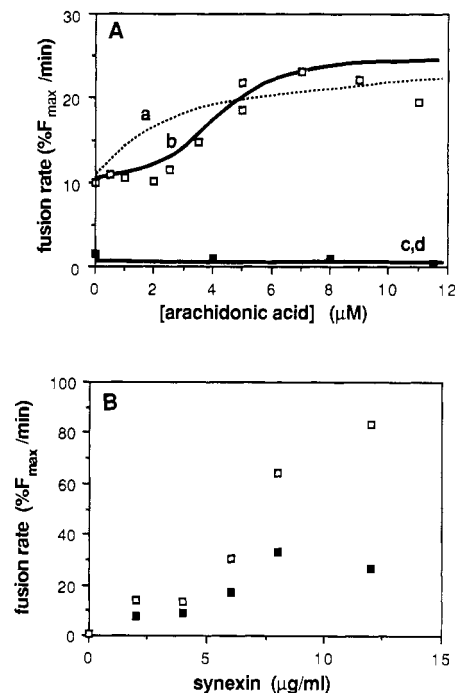 A
fusion rate (%Fmax /min)
30
20
10
0
a
b
c,d
0 2 4 6 8 10 12
[arachidonic acid] (µM)
B
fusion rate (%Fmax /min)
100
80
60
40
20
0
0 5 10 15
synexin (µg/ml)